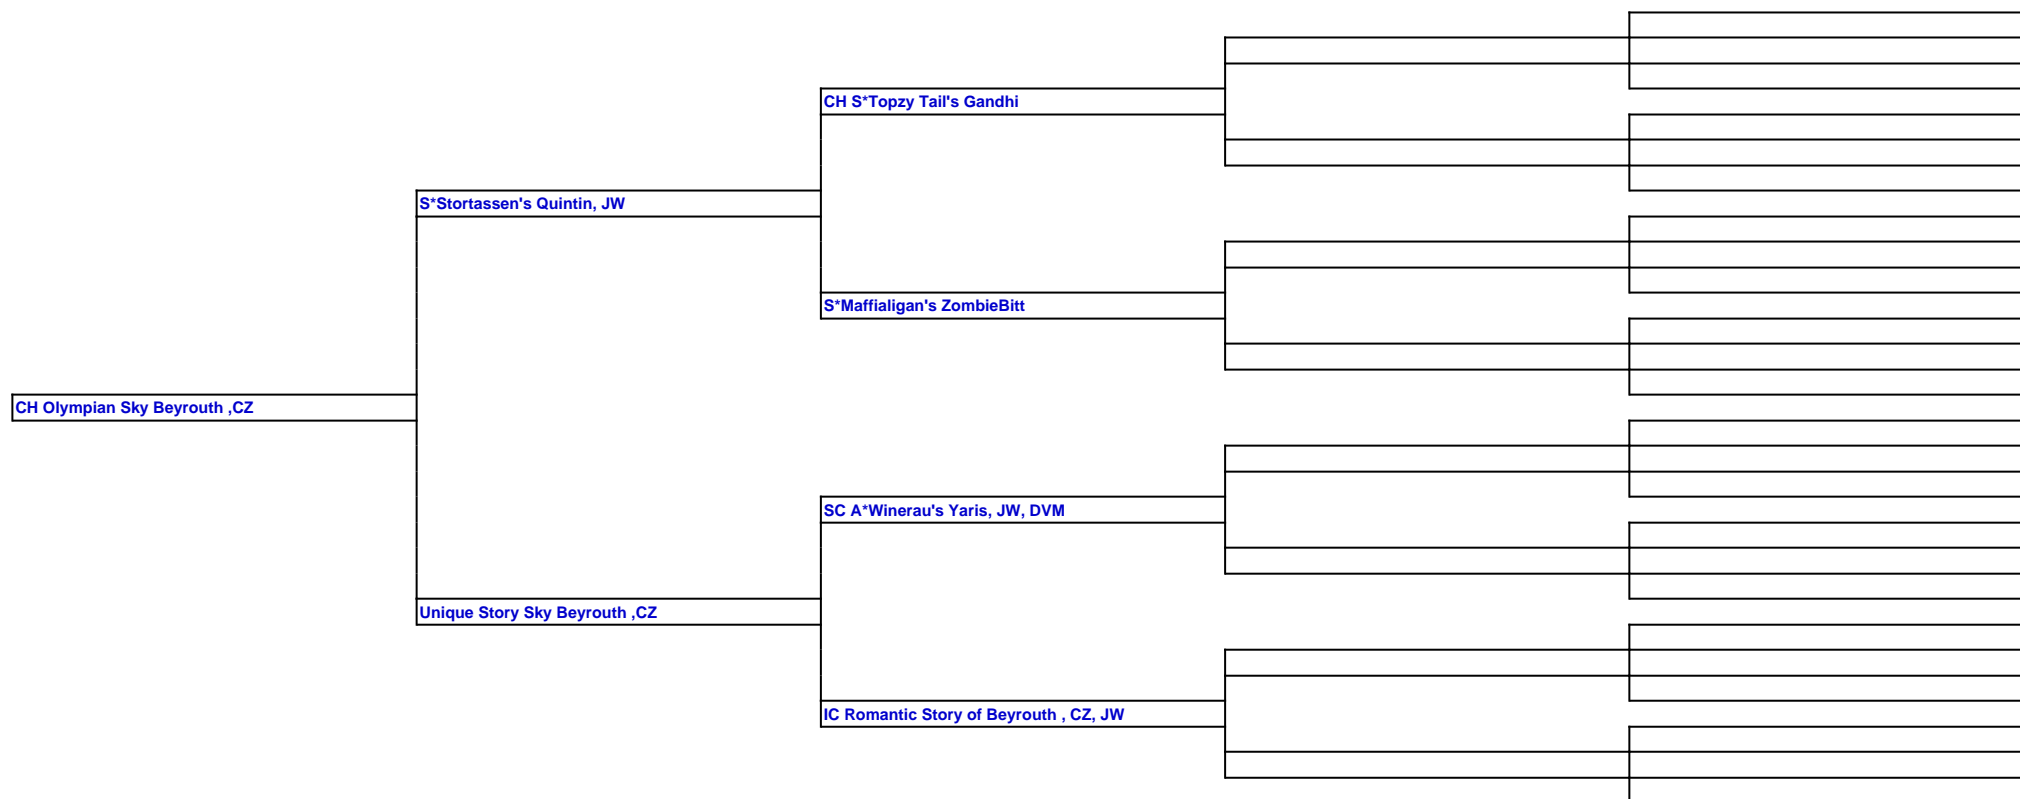 CH S*Topzy Tail's Gandhi
S*Stortassen's Quintin, JW
S*Maffialigan's ZombieBitt
CH Olympian Sky Beyrouth ,CZ
SC A*Winerau's Yaris, JW, DVM
Unique Story Sky Beyrouth ,CZ
IC Romantic Story of Beyrouth , CZ, JW